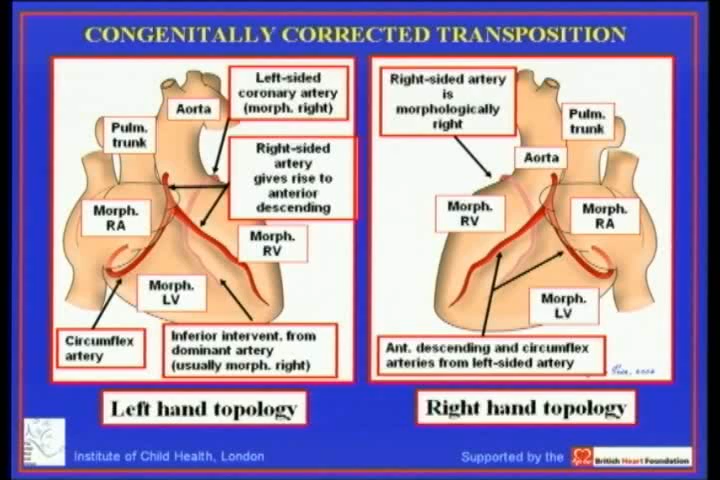 CONGENITALLY CORRECTED TRANSPOSITION
Left-sided
coronary artery
(morph. right)
Aorta
Pulm.
trunk
Right-sided
artery
gives rise to
anterior
descending
Morph.
RA
Morph.
RV
Morph.
LV
Circumflex
artery
Inferior intervent. from
dominant artery
(usually morph. right)
Left hand topology
Right-sided artery
is
morphologically
right
Pulm.
trunk
Aorta
Morph.
RV
Morph.
RA
Morph.
LV
Ant. descending and circumflex
arteries from left-sided artery
Right hand topology
Institute of Child Health, London
Supported by the
British Heart Foundation